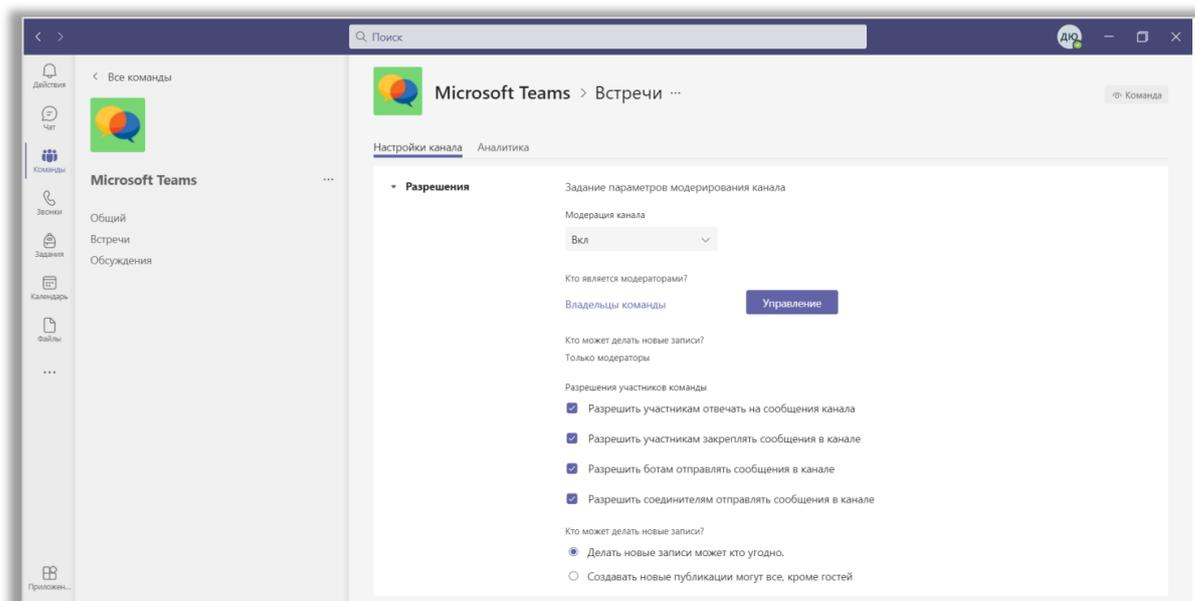 Поиск
ДЮ
Действия
Чат
Команды
Звонки
Задания
Календарь
Файлы
Приложен...
Все команды
Microsoft Teams
Общий
Встречи
Обсуждения
Microsoft Teams > Встречи ...
Команда
Настройки канала Аналитика
Разрешения
Задание параметров модерирования канала
Модерация канала
Вкл
Кто является модераторами?
Владельцы команды
Управление
Кто может делать новые записи?
Только модераторы
Разрешения участников команды
Разрешить участникам отвечать на сообщения канала
Разрешить участникам закреплять сообщения в канале
Разрешить ботам отправлять сообщения в канале
Разрешить соединителям отправлять сообщения в канале
Кто может делать новые записи?
Делать новые записи может кто угодно.
Создавать новые публикации могут все, кроме гостей